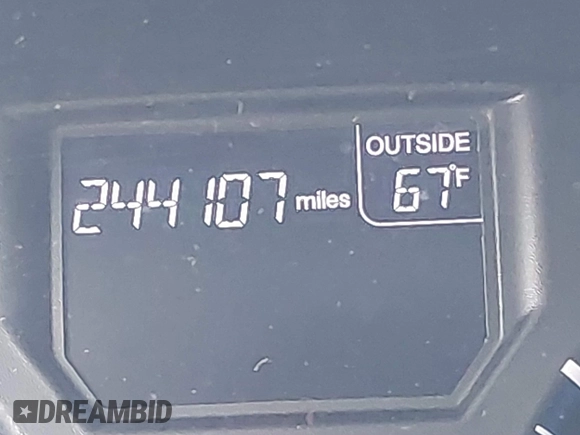 OUTSIDE
244107 miles 67°F
DREAMBID